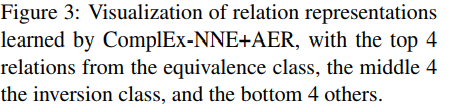 Figure 3: Visualization of relation representations
learned by ComplEx-NNE+AER, with the top 4
relations from the equivalence class, the middle 4
the inversion class, and the bottom 4 others.